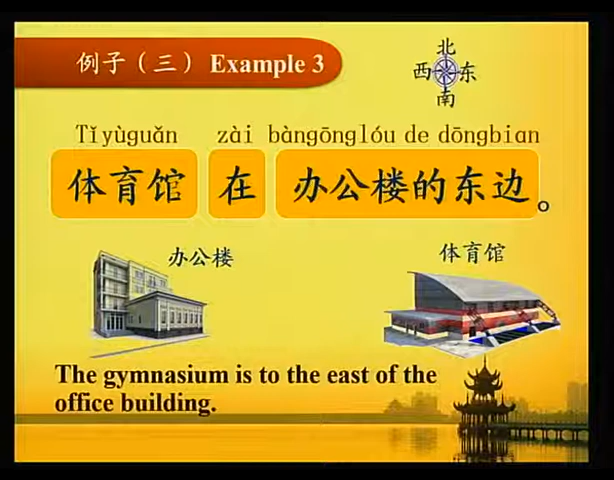 例子（三）Example 3
北
西 东
南
Tǐyùguǎn zài bàngōnglóu de dōngbian
体育馆 在 办公楼的东边。
办公楼 体育馆
The gymnasium is to the east of the
office building.